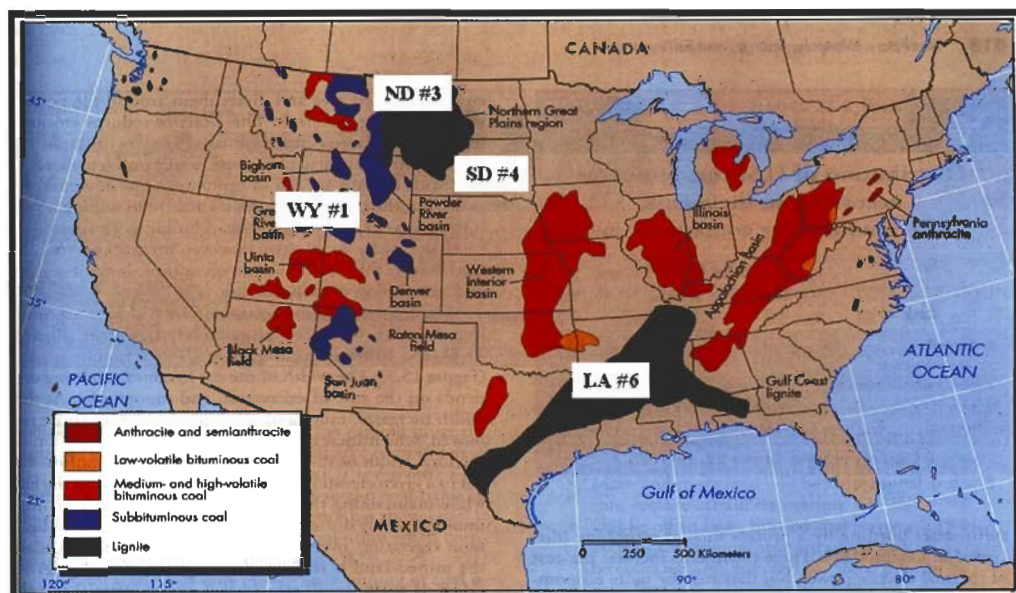 CANADA
ND #3
45°
Northern Great
Plains region
Bighorn
basin
SD #4
WY #1
River
basin
Powder
River
basin
Illinois
basin
Pennsylvania
anthracite
Uinta
basin
Appalachian Basin
Western
Interior
basin
Denver
basin
35°
Black Mesa
field
Raton Mesa
field
San Juan
basin
LA #6
Gulf Coast
lignite
ATLANTIC
OCEAN
PACIFIC
OCEAN
Anthracite and semianthracite
Low-volatile bituminous coal
Medium- and high-volatile
bituminous coal
Subbituminous coal
Lignite
Gulf of Mexico
MEXICO
25°
0 250 500 Kilometers
120°
115°
90°
80°